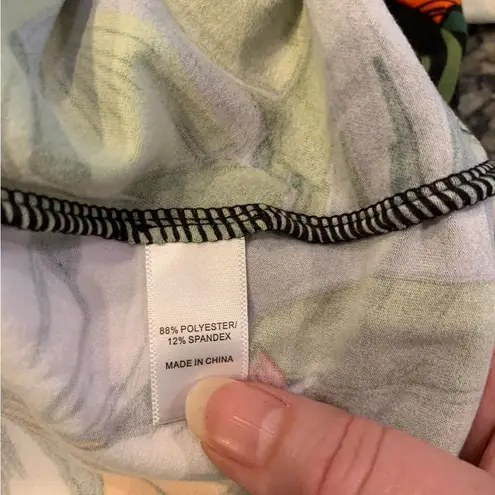 88% POLYESTER/
12% SPANDEX
MADE IN CHINA